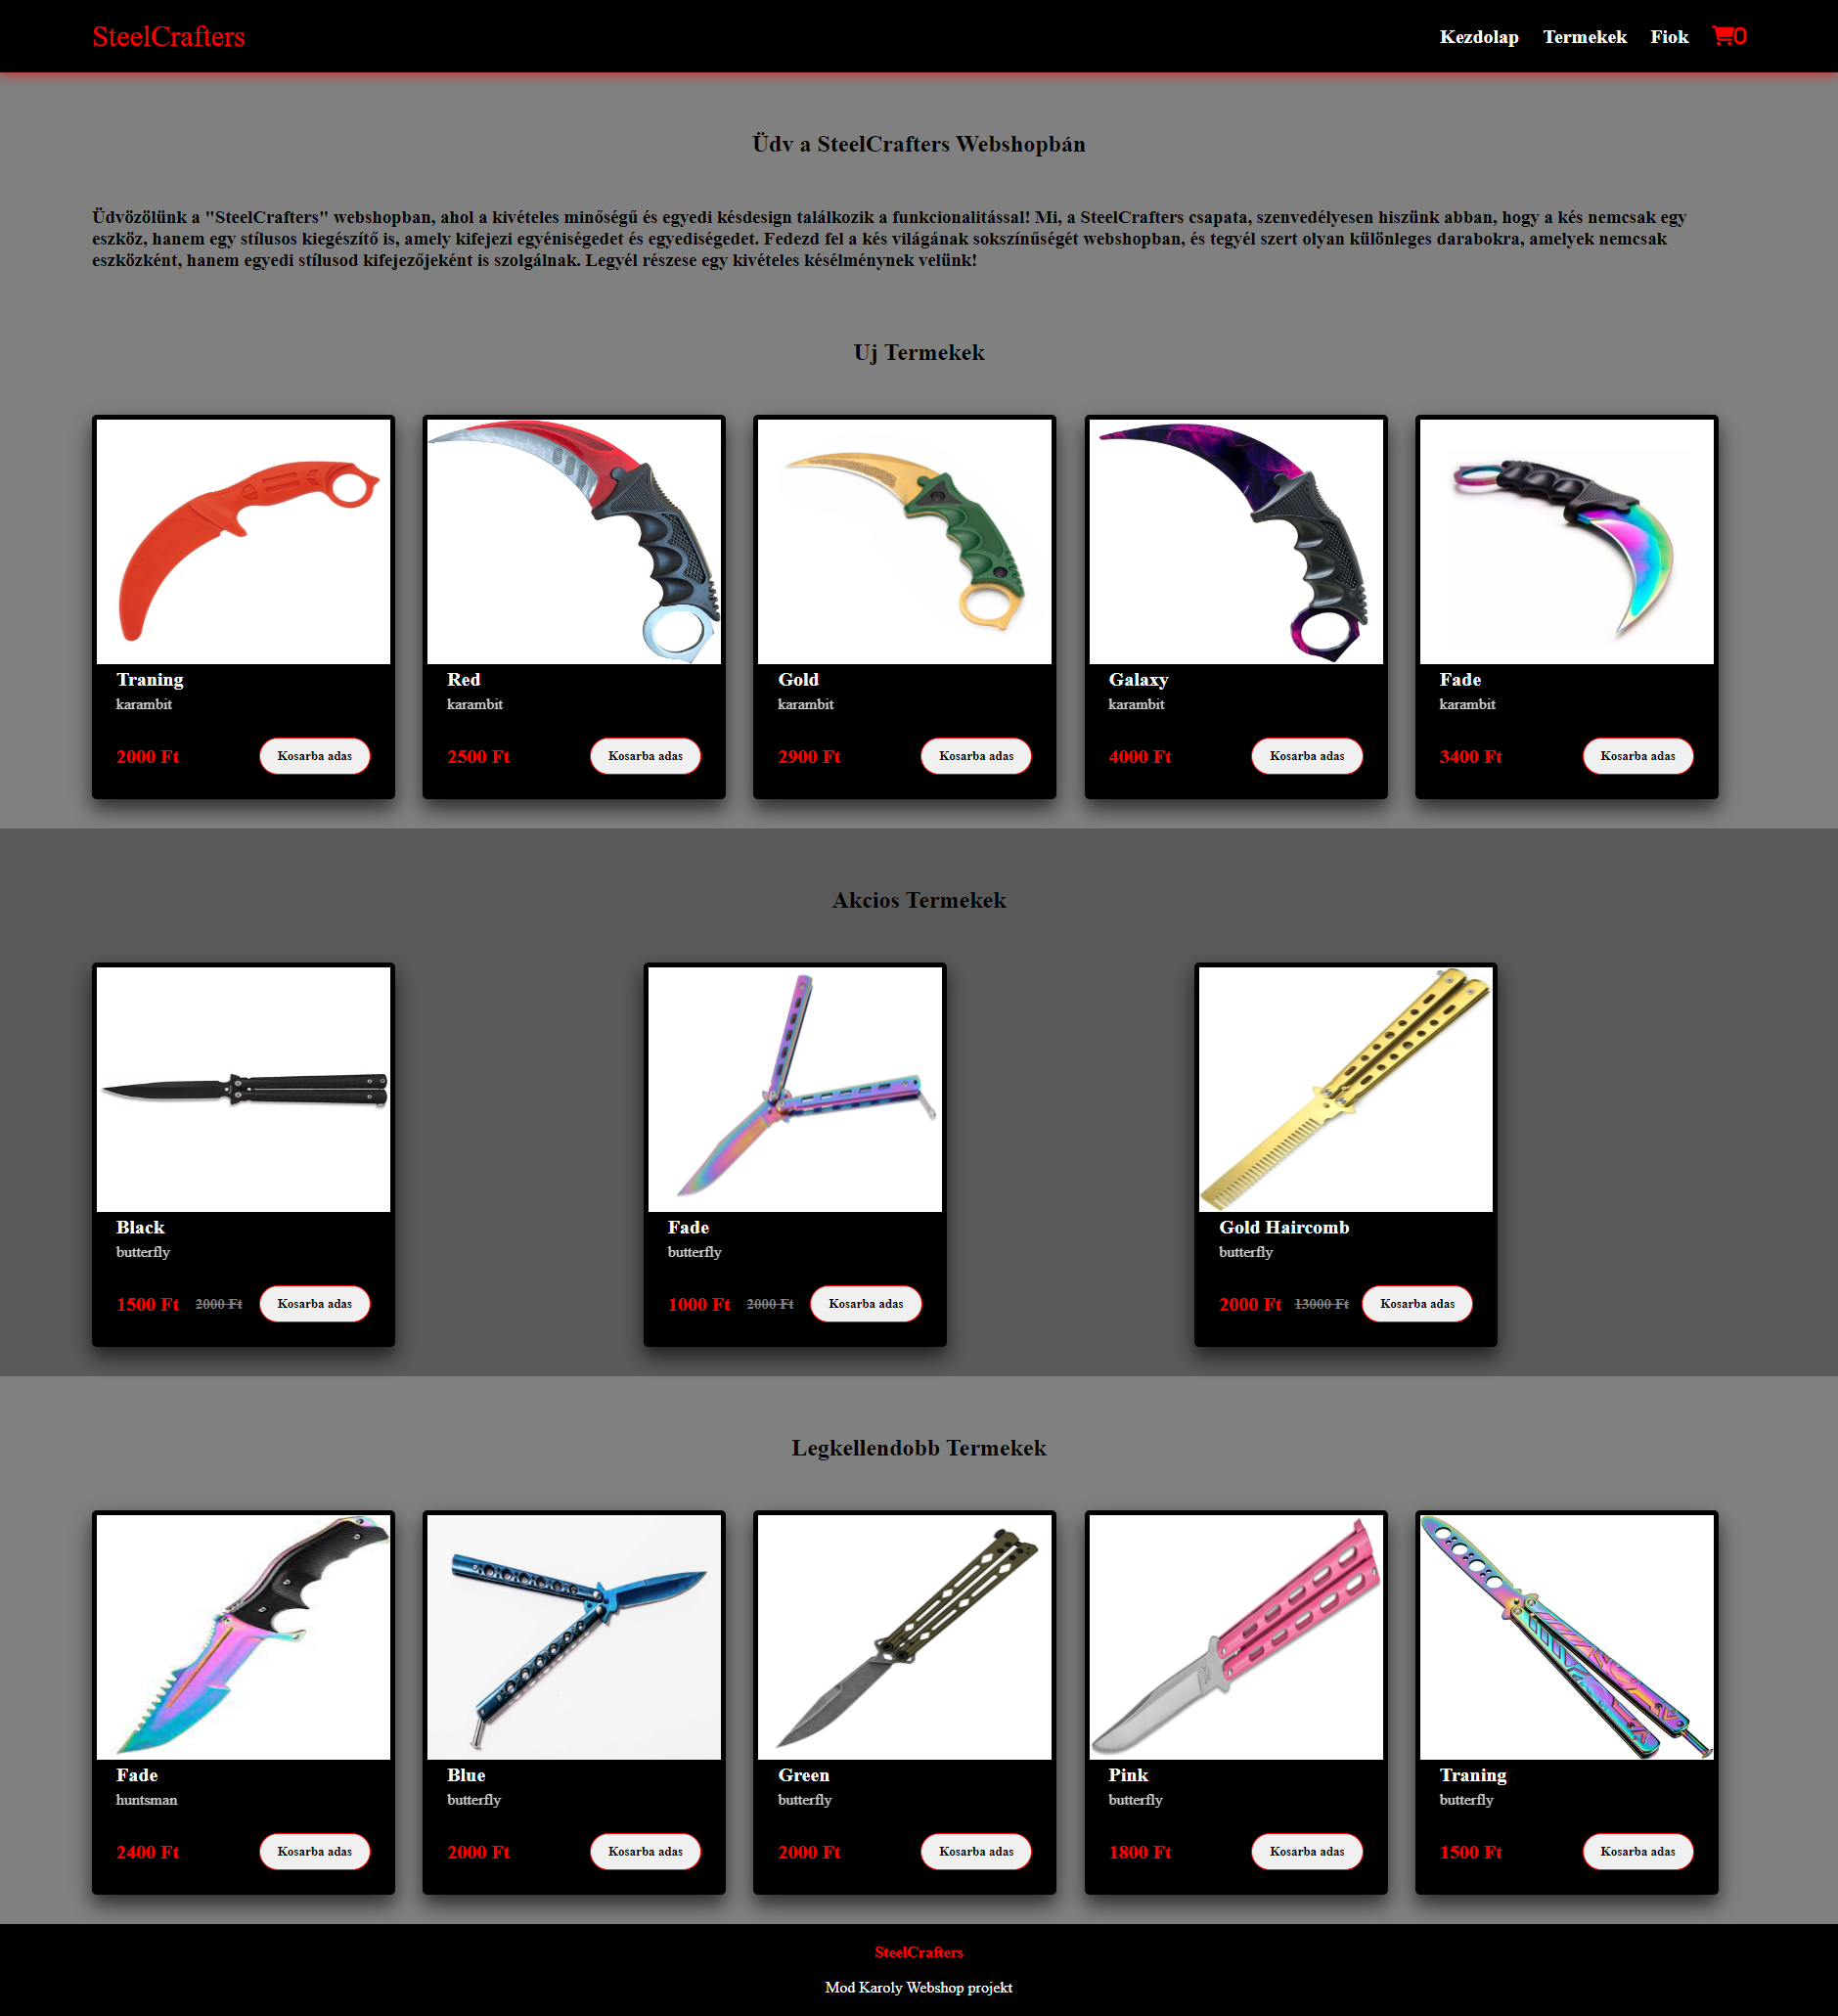 SteelCrafters
Kezdolap Termekek Fiok 0
Üdv a SteelCrafters Webshopbán
Üdvözölünk a "SteelCrafters" webshopban, ahol a kivételes minőségű és egyedi késdesign találkozik a funkcionalitással! Mi, a SteelCrafters csapata, szenvedélyesen hiszünk abban, hogy a kés nemcsak egy
eszköz, hanem egy stílusos kiegészítő is, amely kifejezi egyéniségedet és egyediségedet. Fedezd fel a kés világának sokszínűségét webshopban, és tegyél szert olyan különleges darabokra, amelyek nemcsak
eszközként, hanem egyedi stílusod kifejezőjeként is szolgálnak. Legyél részese egy kivételes késélménynek velünk!
Uj Termekek
Traning
karambit
2000 Ft Kosarba adas
Red
karambit
2500 Ft Kosarba adas
Gold
karambit
2900 Ft Kosarba adas
Galaxy
karambit
4000 Ft Kosarba adas
Fade
karambit
3400 Ft Kosarba adas
Akcios Termekek
Black
butterfly
1500 Ft 2000 Ft Kosarba adas
Fade
butterfly
1000 Ft 2000 Ft Kosarba adas
Gold Haircomb
butterfly
2000 Ft 13000 Ft Kosarba adas
Legkellendobb Termekek
Fade
huntsman
2400 Ft Kosarba adas
Blue
butterfly
2000 Ft Kosarba adas
Green
butterfly
2000 Ft Kosarba adas
Pink
butterfly
1800 Ft Kosarba adas
Traning
butterfly
1500 Ft Kosarba adas
SteelCrafters
Mod Karoly Webshop projekt